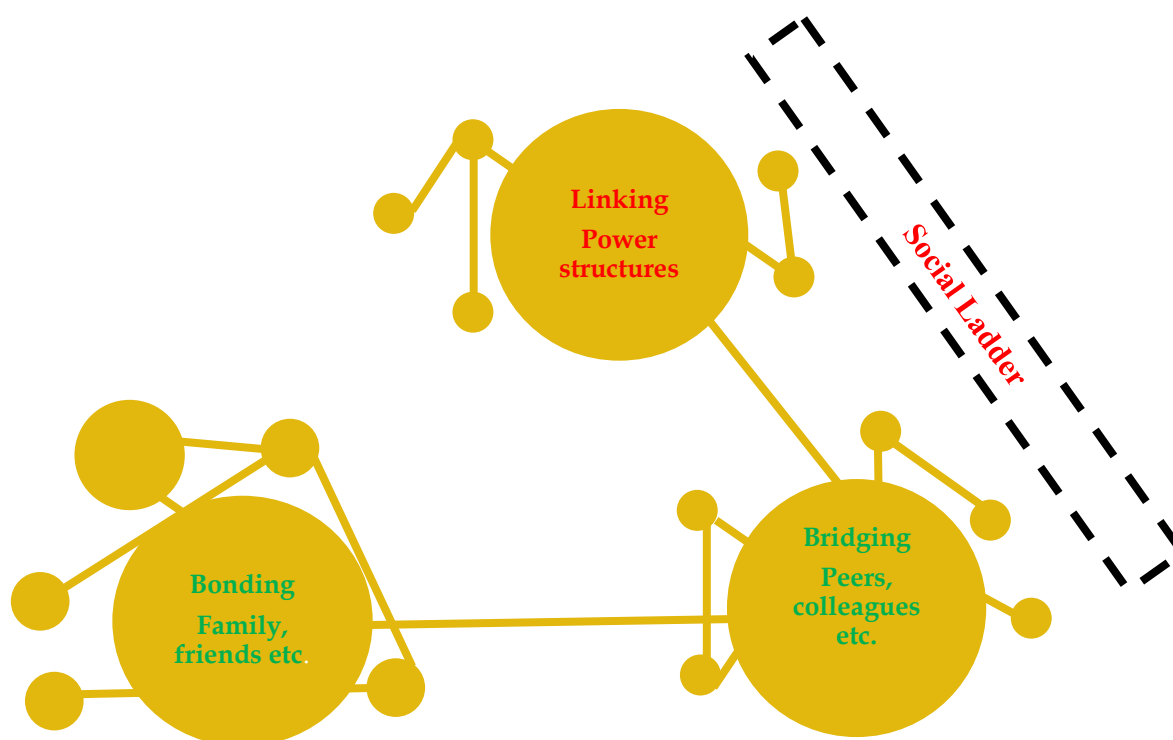 Linking
Power
structures
Social Ladder
Bridging
Peers,
colleagues
etc.
Bonding
Family,
friends etc.